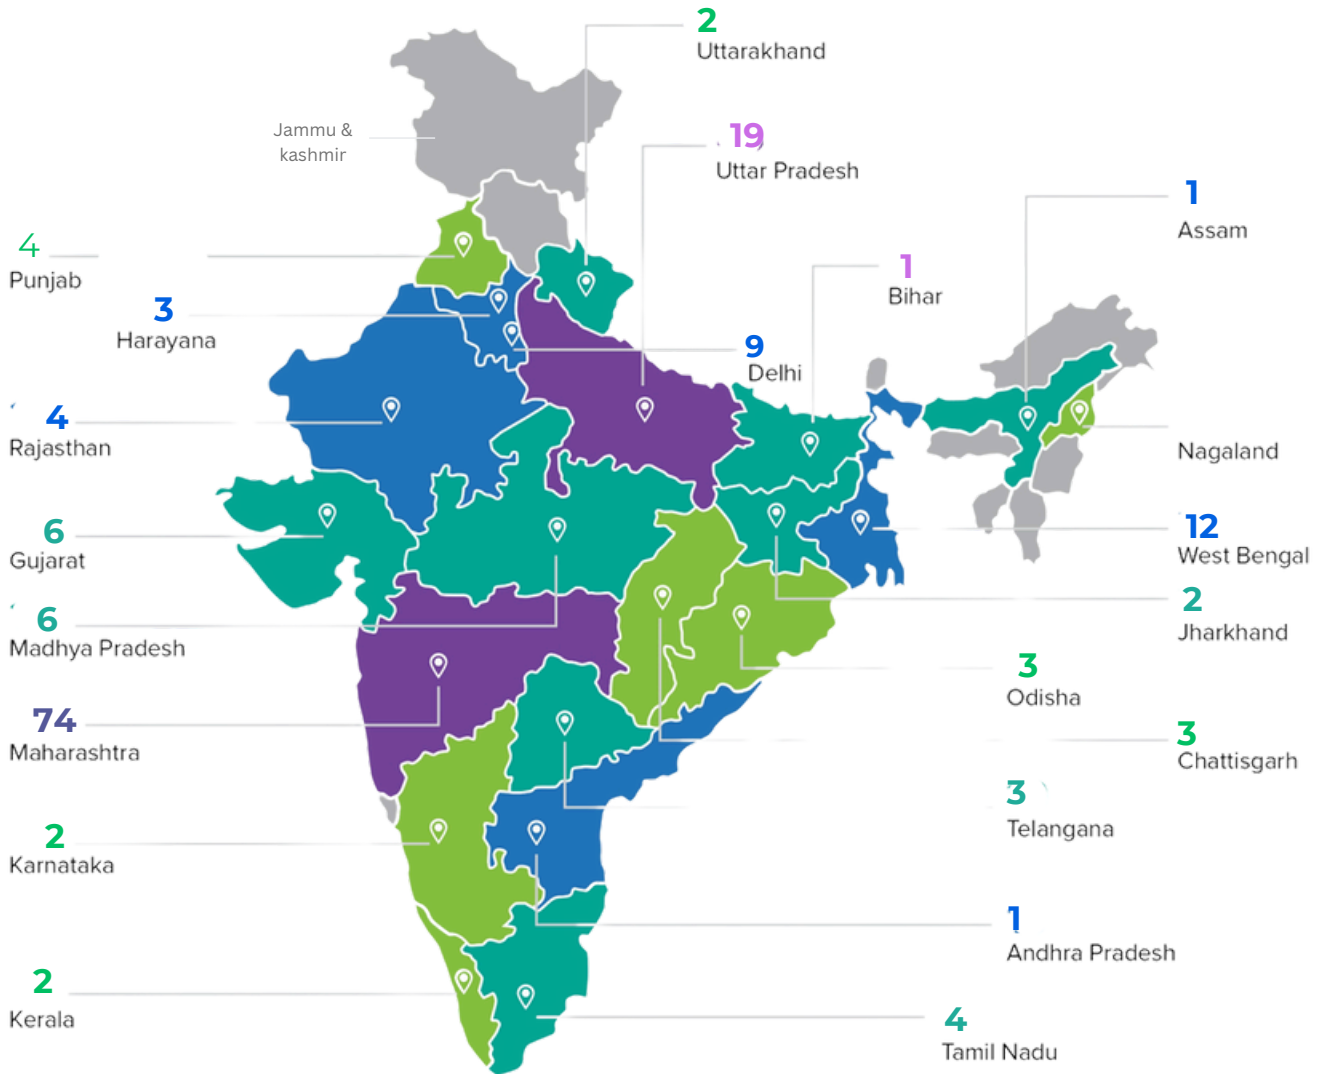 2
Uttarakhand
Jammu &
kashmir
19
Uttar Pradesh
1
Assam
4
Punjab
1
Bihar
3
Harayana
9
Delhi
4
Rajasthan
Nagaland
6
Gujarat
12
West Bengal
6
Madhya Pradesh
2
Jharkhand
3
Odisha
74
Maharashtra
3
Chattisgarh
3
Telangana
2
Karnataka
1
Andhra Pradesh
2
Kerala
4
Tamil Nadu